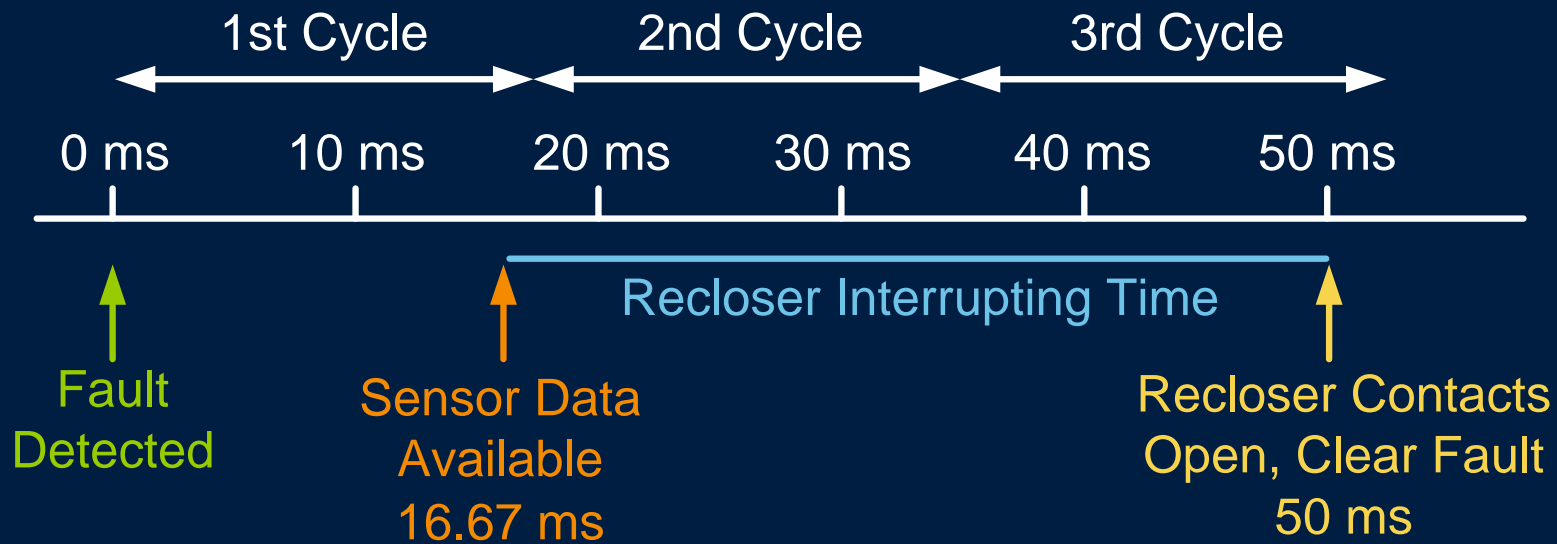 1st Cycle 2nd Cycle 3rd Cycle
0 ms 10 ms 20 ms 30 ms 40 ms 50 ms
Recloser Interrupting Time
Fault
Detected
Sensor Data
Available
16.67 ms
Recloser Contacts
Open, Clear Fault
50 ms